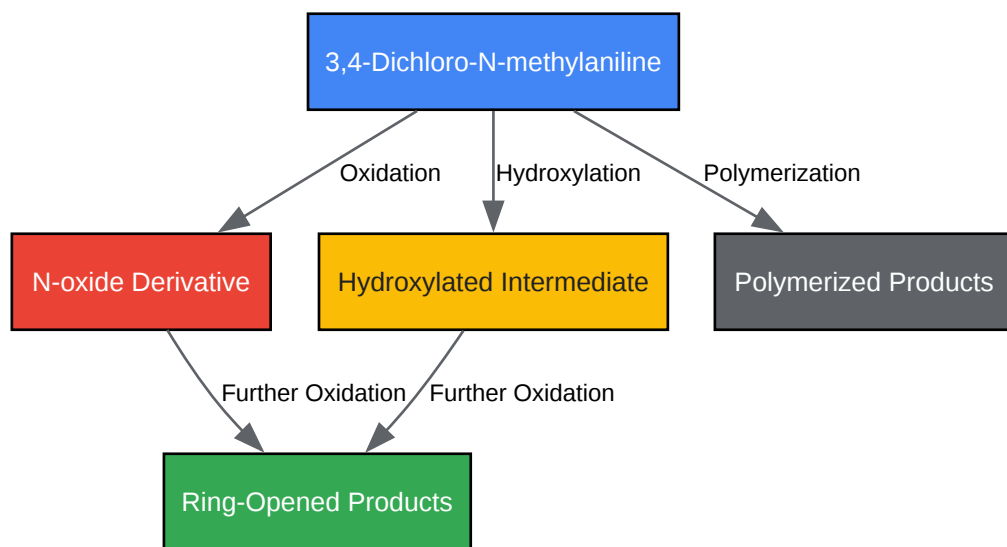 3,4-Dichloro-N-methylaniline
Oxidation
Hydroxylation
Polymerization
N-oxide Derivative
Hydroxylated Intermediate
Polymerized Products
Further Oxidation
Further Oxidation
Ring-Opened Products